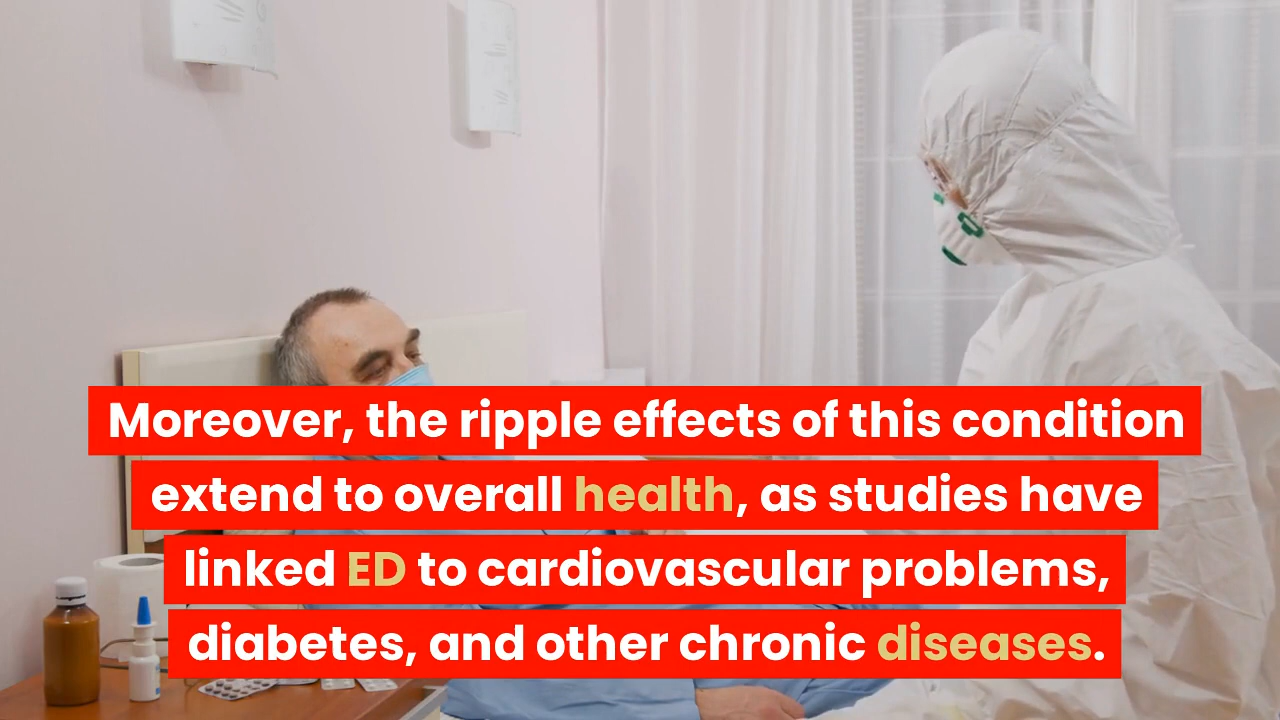 Moreover, the ripple effects of this condition
extend to overall health, as studies have
linked ED to cardiovascular problems,
diabetes, and other chronic diseases.